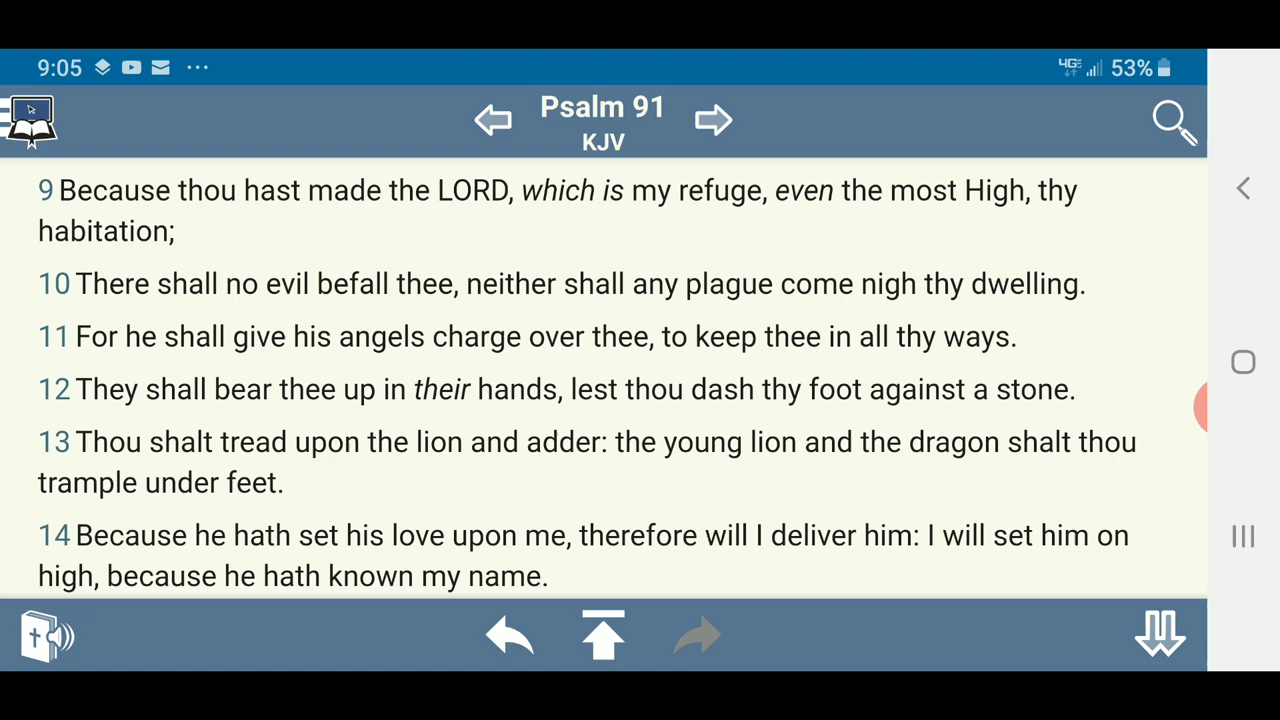 9:05 ... 4GE 53%
Psalm 91
KJV
9 Because thou hast made the LORD, which is my refuge, even the most High, thy
habitation;
10 There shall no evil befall thee, neither shall any plague come nigh thy dwelling.
11 For he shall give his angels charge over thee, to keep thee in all thy ways.
12 They shall bear thee up in their hands, lest thou dash thy foot against a stone.
13 Thou shalt tread upon the lion and adder: the young lion and the dragon shalt thou
trample under feet.
14 Because he hath set his love upon me, therefore will I deliver him: I will set him on
high, because he hath known my name.